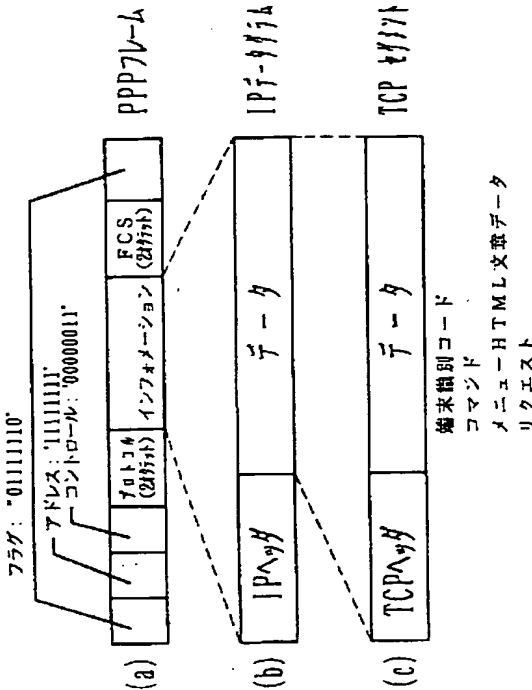 フラグ: "01111110"
アドレス: '11111111'
コントロール: '00000011'
(a)
プロトコル
(2オクテット)
インフォメーション
FCS
(2オクテット)
PPPフレーム
(b)
IPヘッダ
データ
IPデータグラム
(c)
TCPヘッダ
データ
TCP セグメント
端末識別コード
コマンド
メニューHTML文章データ
リクエスト